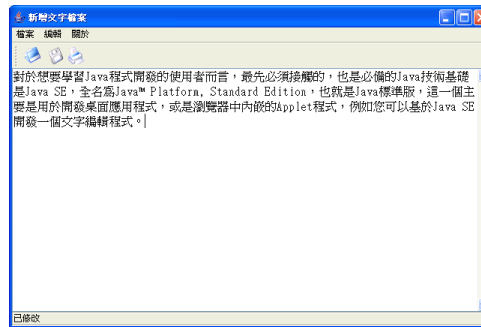 新增文字檔案
檔案 編輯 關於
對於想要學習Java程式開發的使用者而言，最先必須接觸的，也是必備的Java技術基礎
是Java SE，全名為Java™ Platform, Standard Edition，也就是Java標準版，這一個主
要是用於開發桌面應用程式，或是瀏覽器中內嵌的Applet程式，例如您可以基於Java SE
開發一個文字編輯程式。
已修改